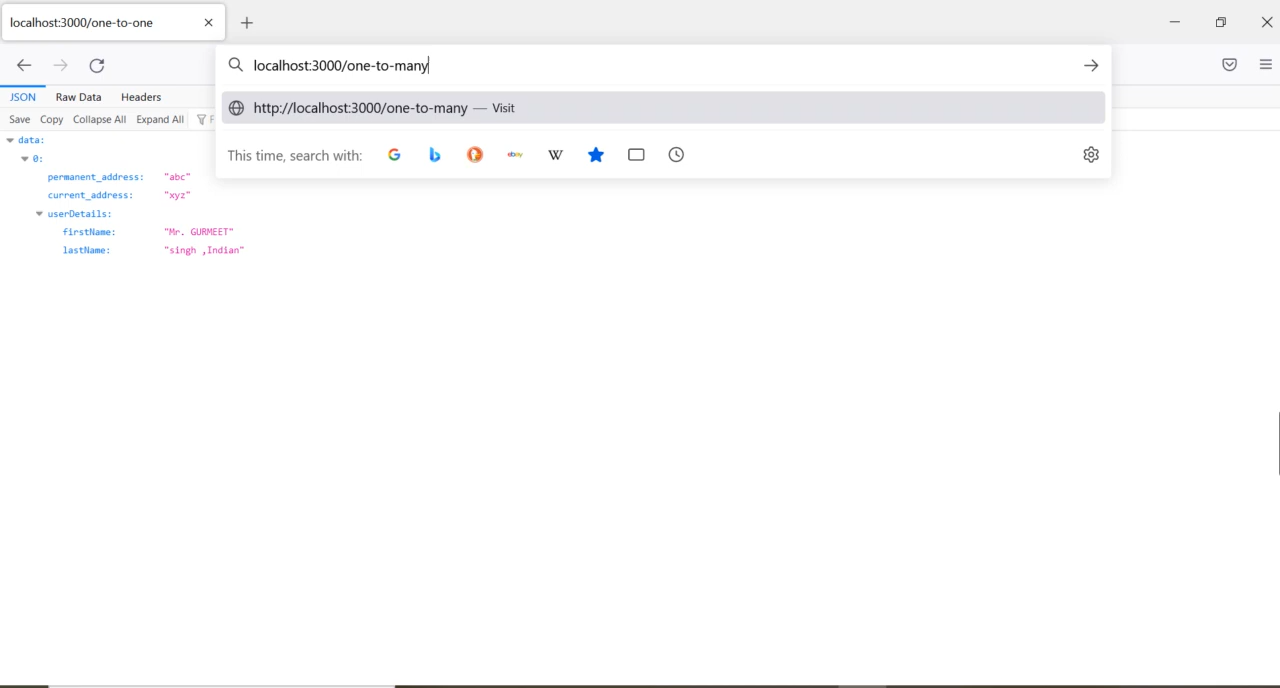 localhost:3000/one-to-one
localhost:3000/one-to-many
JSON Raw Data Headers
http://localhost:3000/one-to-many — Visit
Save Copy Collapse All Expand All F
data:
This time, search with: G b ebay W
0:
permanent_address: "abc"
current_address: "xyz"
userDetails:
firstName: "Mr. GURMEET"
lastName: "singh ,Indian"